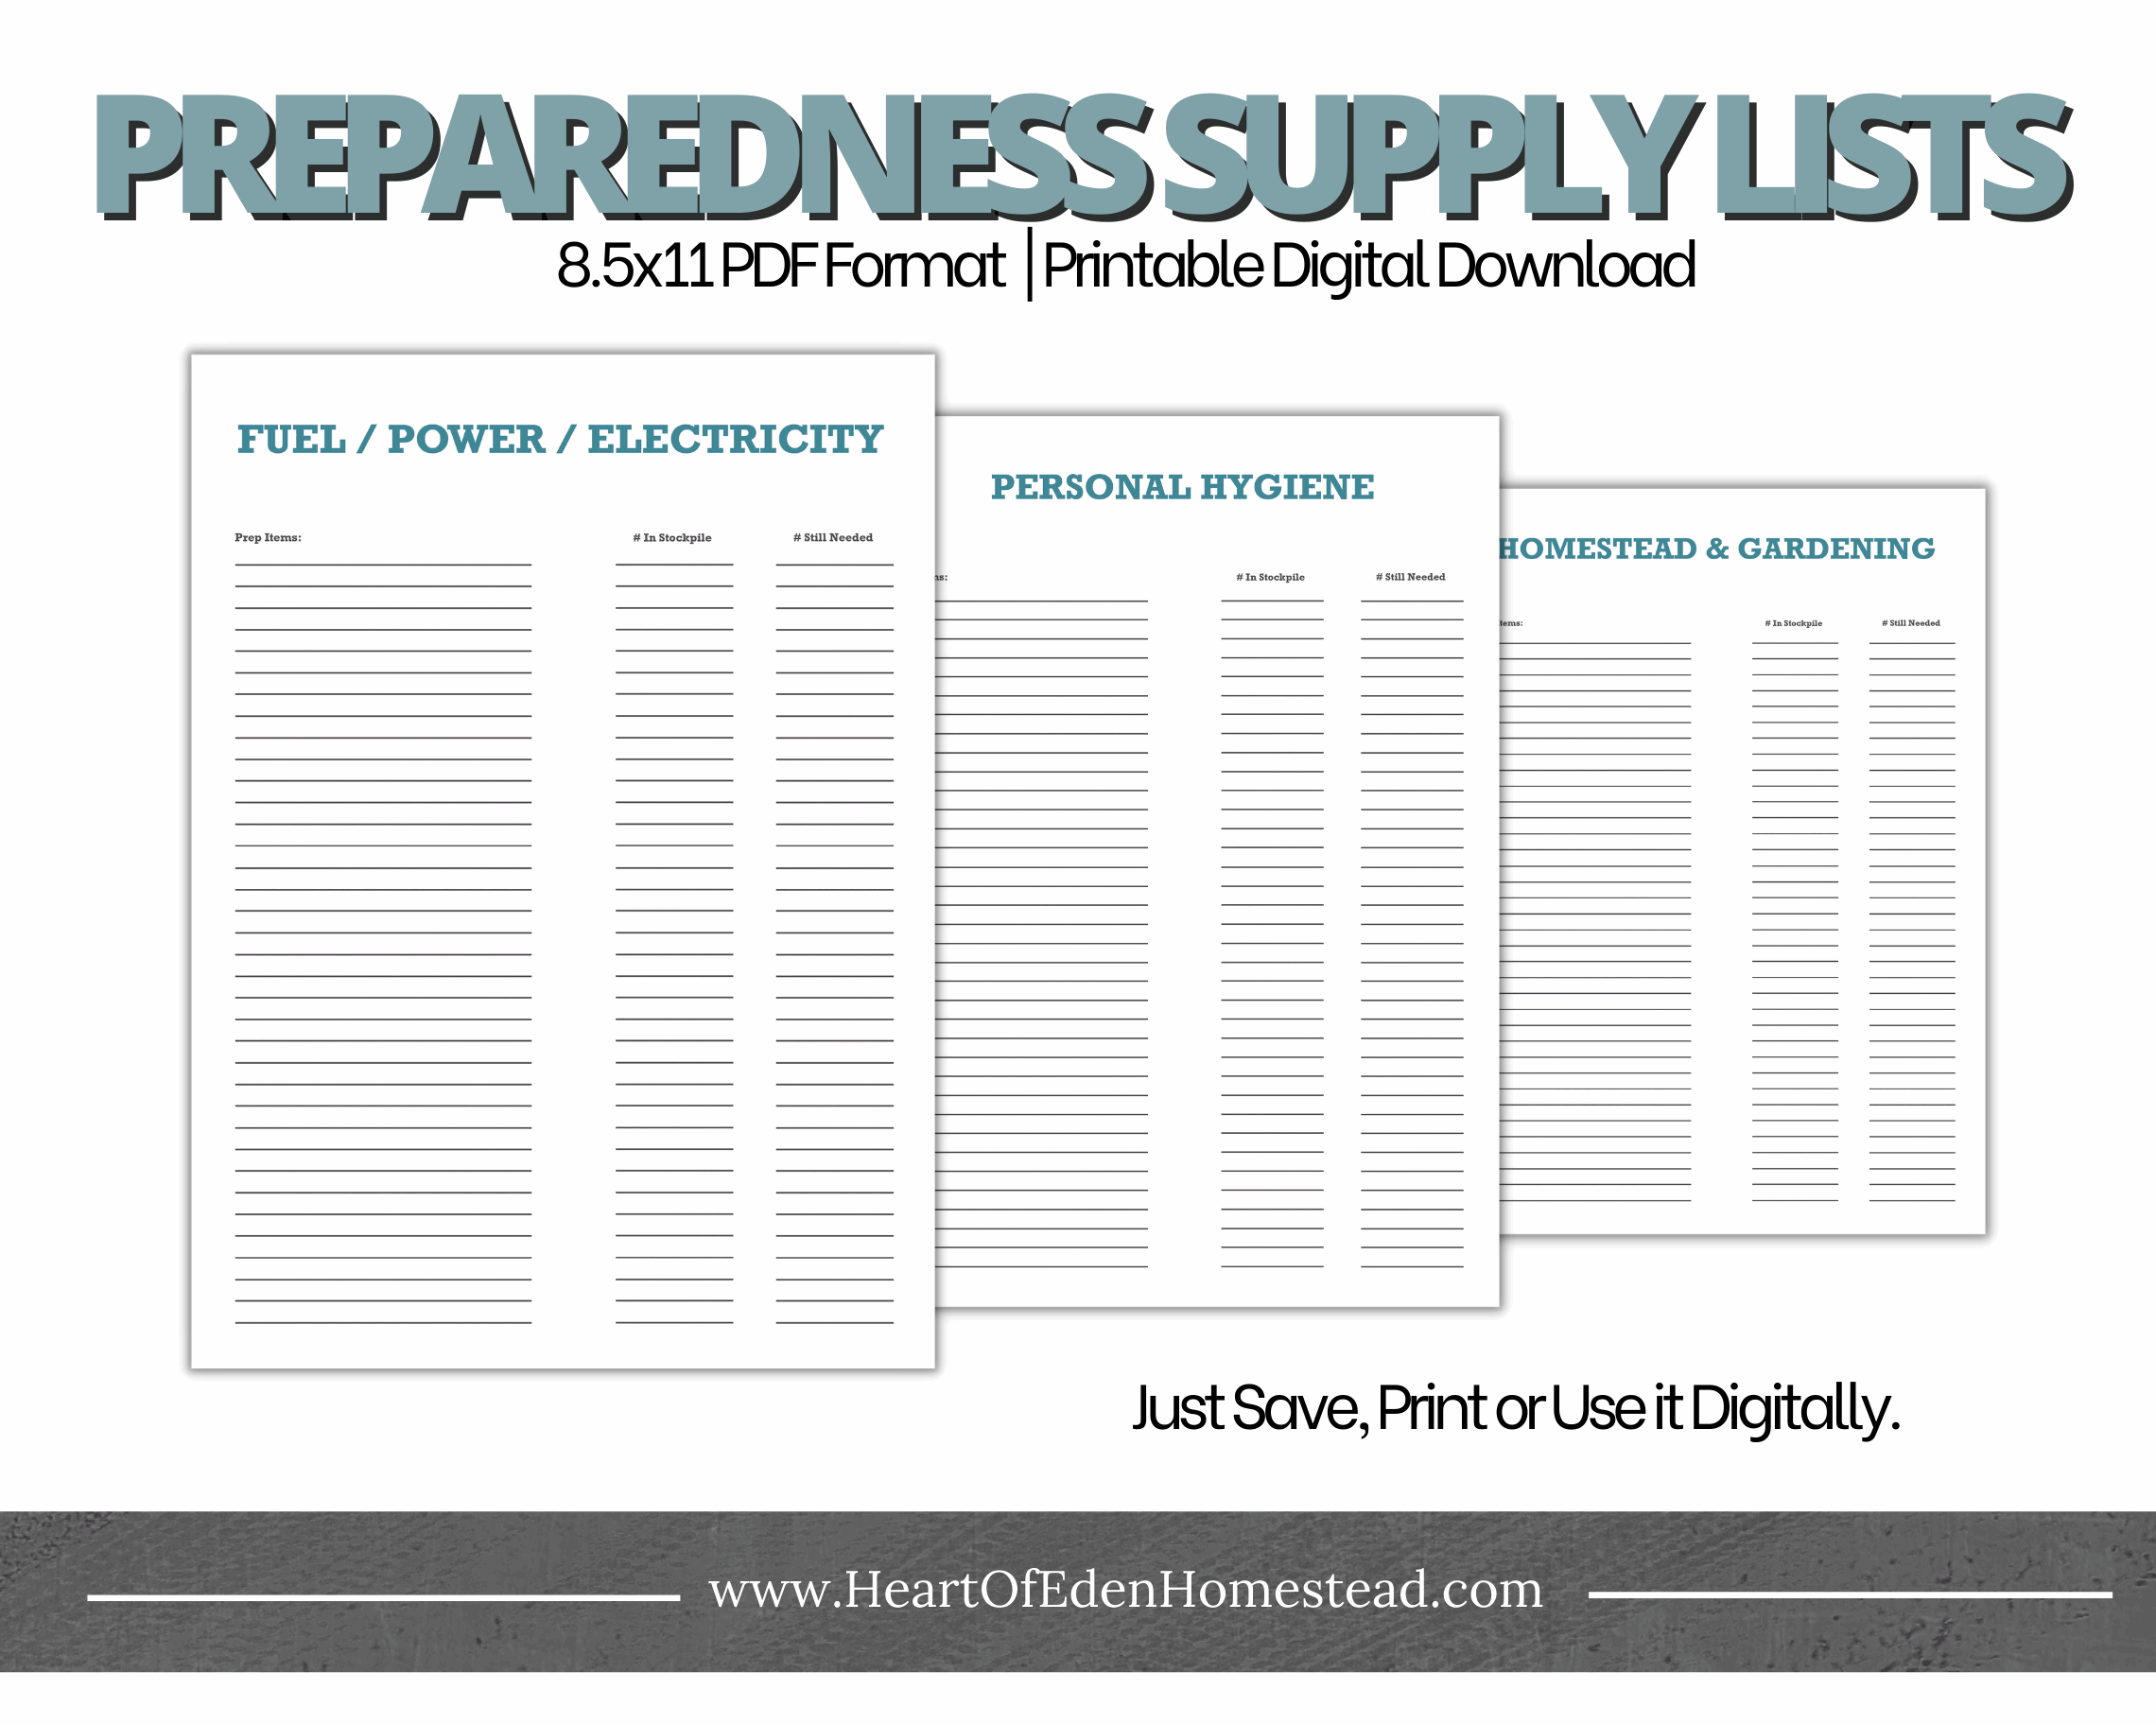 PREPAREDNESS SUPPLY LISTS
8.5x11 PDF Format | Printable Digital Download
FUEL / POWER / ELECTRICITY
Prep Items: # In Stockpile # Still Needed
PERSONAL HYGIENE
ns: # In Stockpile # Still Needed
HOMESTEAD & GARDENING
tems: # In Stockpile # Still Needed
Just Save, Print or Use it Digitally.
www.HeartOfEdenHomestead.com